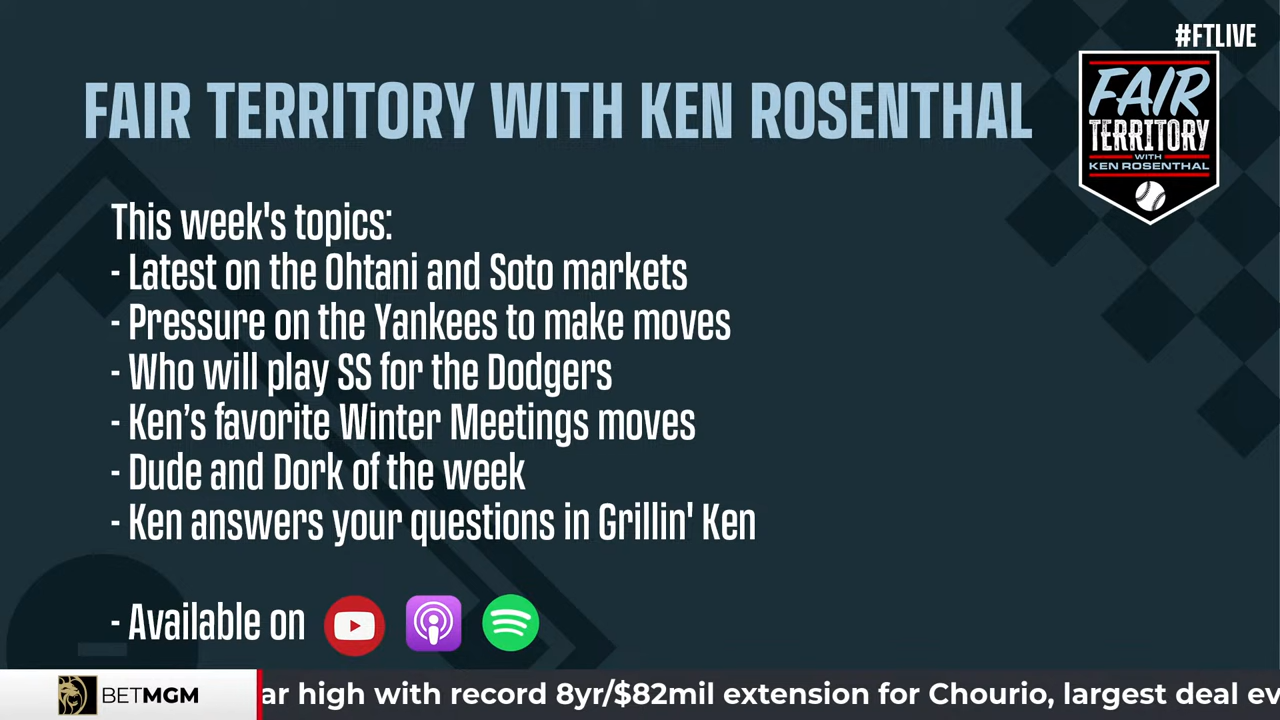 #FTLIVE
FAIR TERRITORY WITH KEN ROSENTHAL
FAIR
TERRITORY
WITH
KEN ROSENTHAL
This week's topics:
- Latest on the Ohtani and Soto markets
- Pressure on the Yankees to make moves
- Who will play SS for the Dodgers
- Ken’s favorite Winter Meetings moves
- Dude and Dork of the week
- Ken answers your questions in Grillin' Ken
- Available on
BETMGM
ar high with record 8yr/$82mil extension for Chourio, largest deal ev